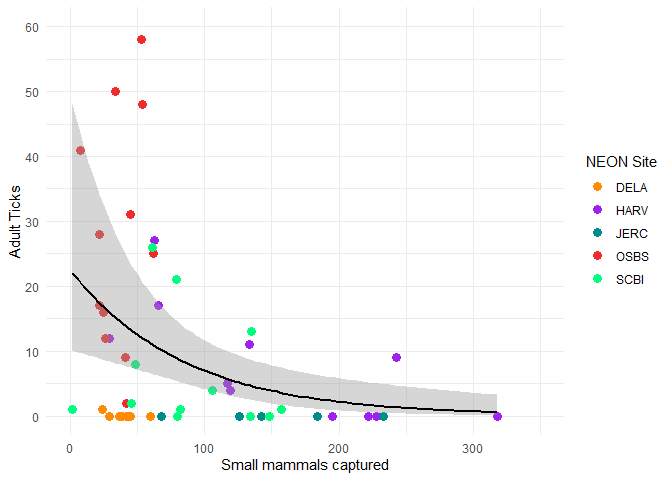 60
50
40
30
20
10
0
Adult Ticks
0 100 200 300
Small mammals captured
NEON Site
DELA
HARV
JERC
OSBS
SCBI